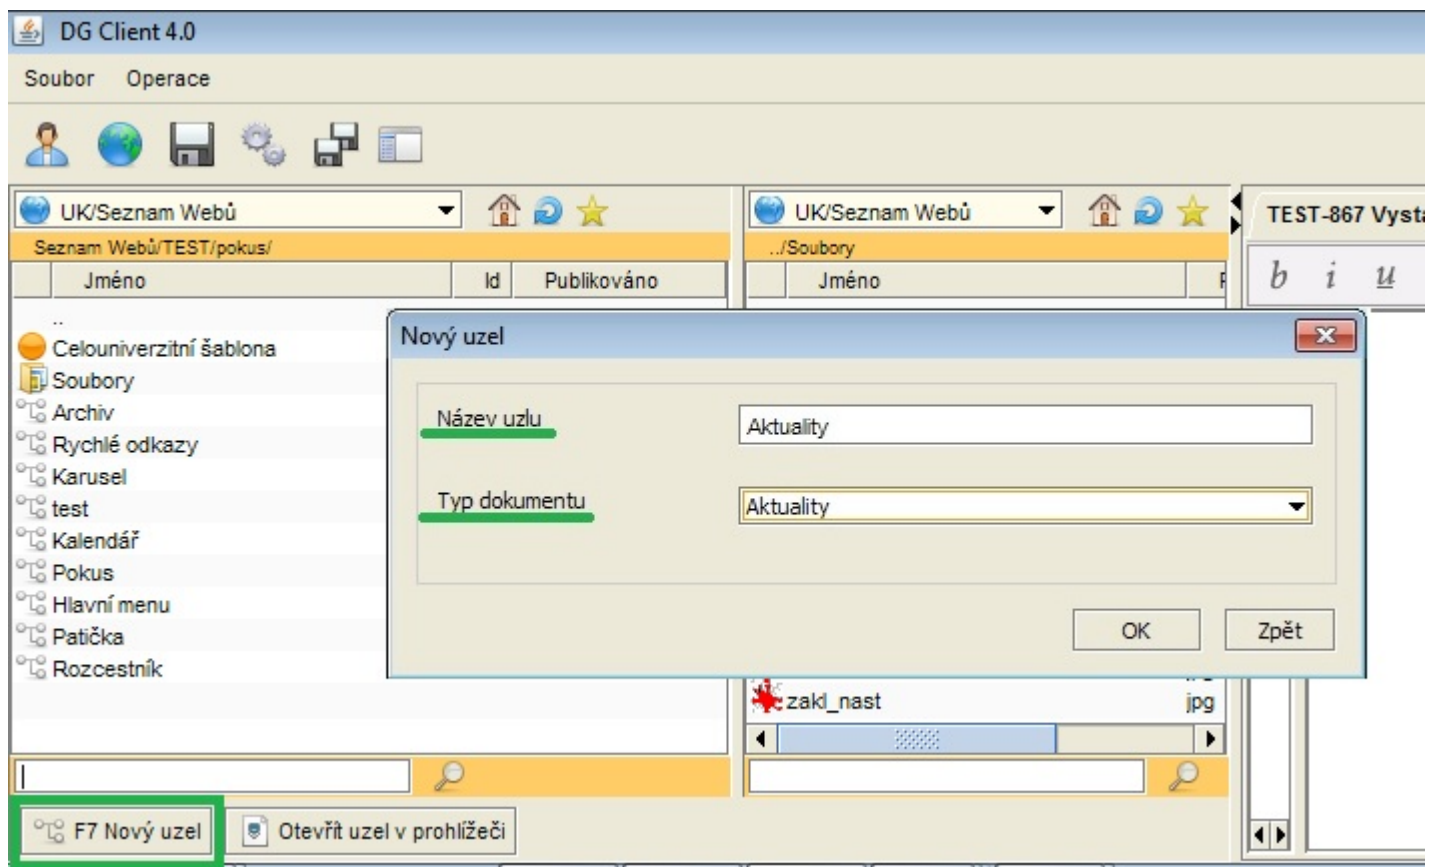 DG Client 4.0
Soubor Operace
UK/Seznam Webů
Seznam Webů/TEST/pokus/
Jméno Id Publikováno
..
Celouniverzitní šablona
Soubory
Archiv
Rychlé odkazy
Karusel
test
Kalendář
Pokus
Hlavní menu
Patička
Rozcestník
F7 Nový uzel
Otevřít uzel v prohlížeči
UK/Seznam Webů
../Soubory
Jméno
zakl_nast jpg
TEST-867 Vysta
b i u
Nový uzel
Název uzlu Aktuality
Typ dokumentu Aktuality
OK Zpět